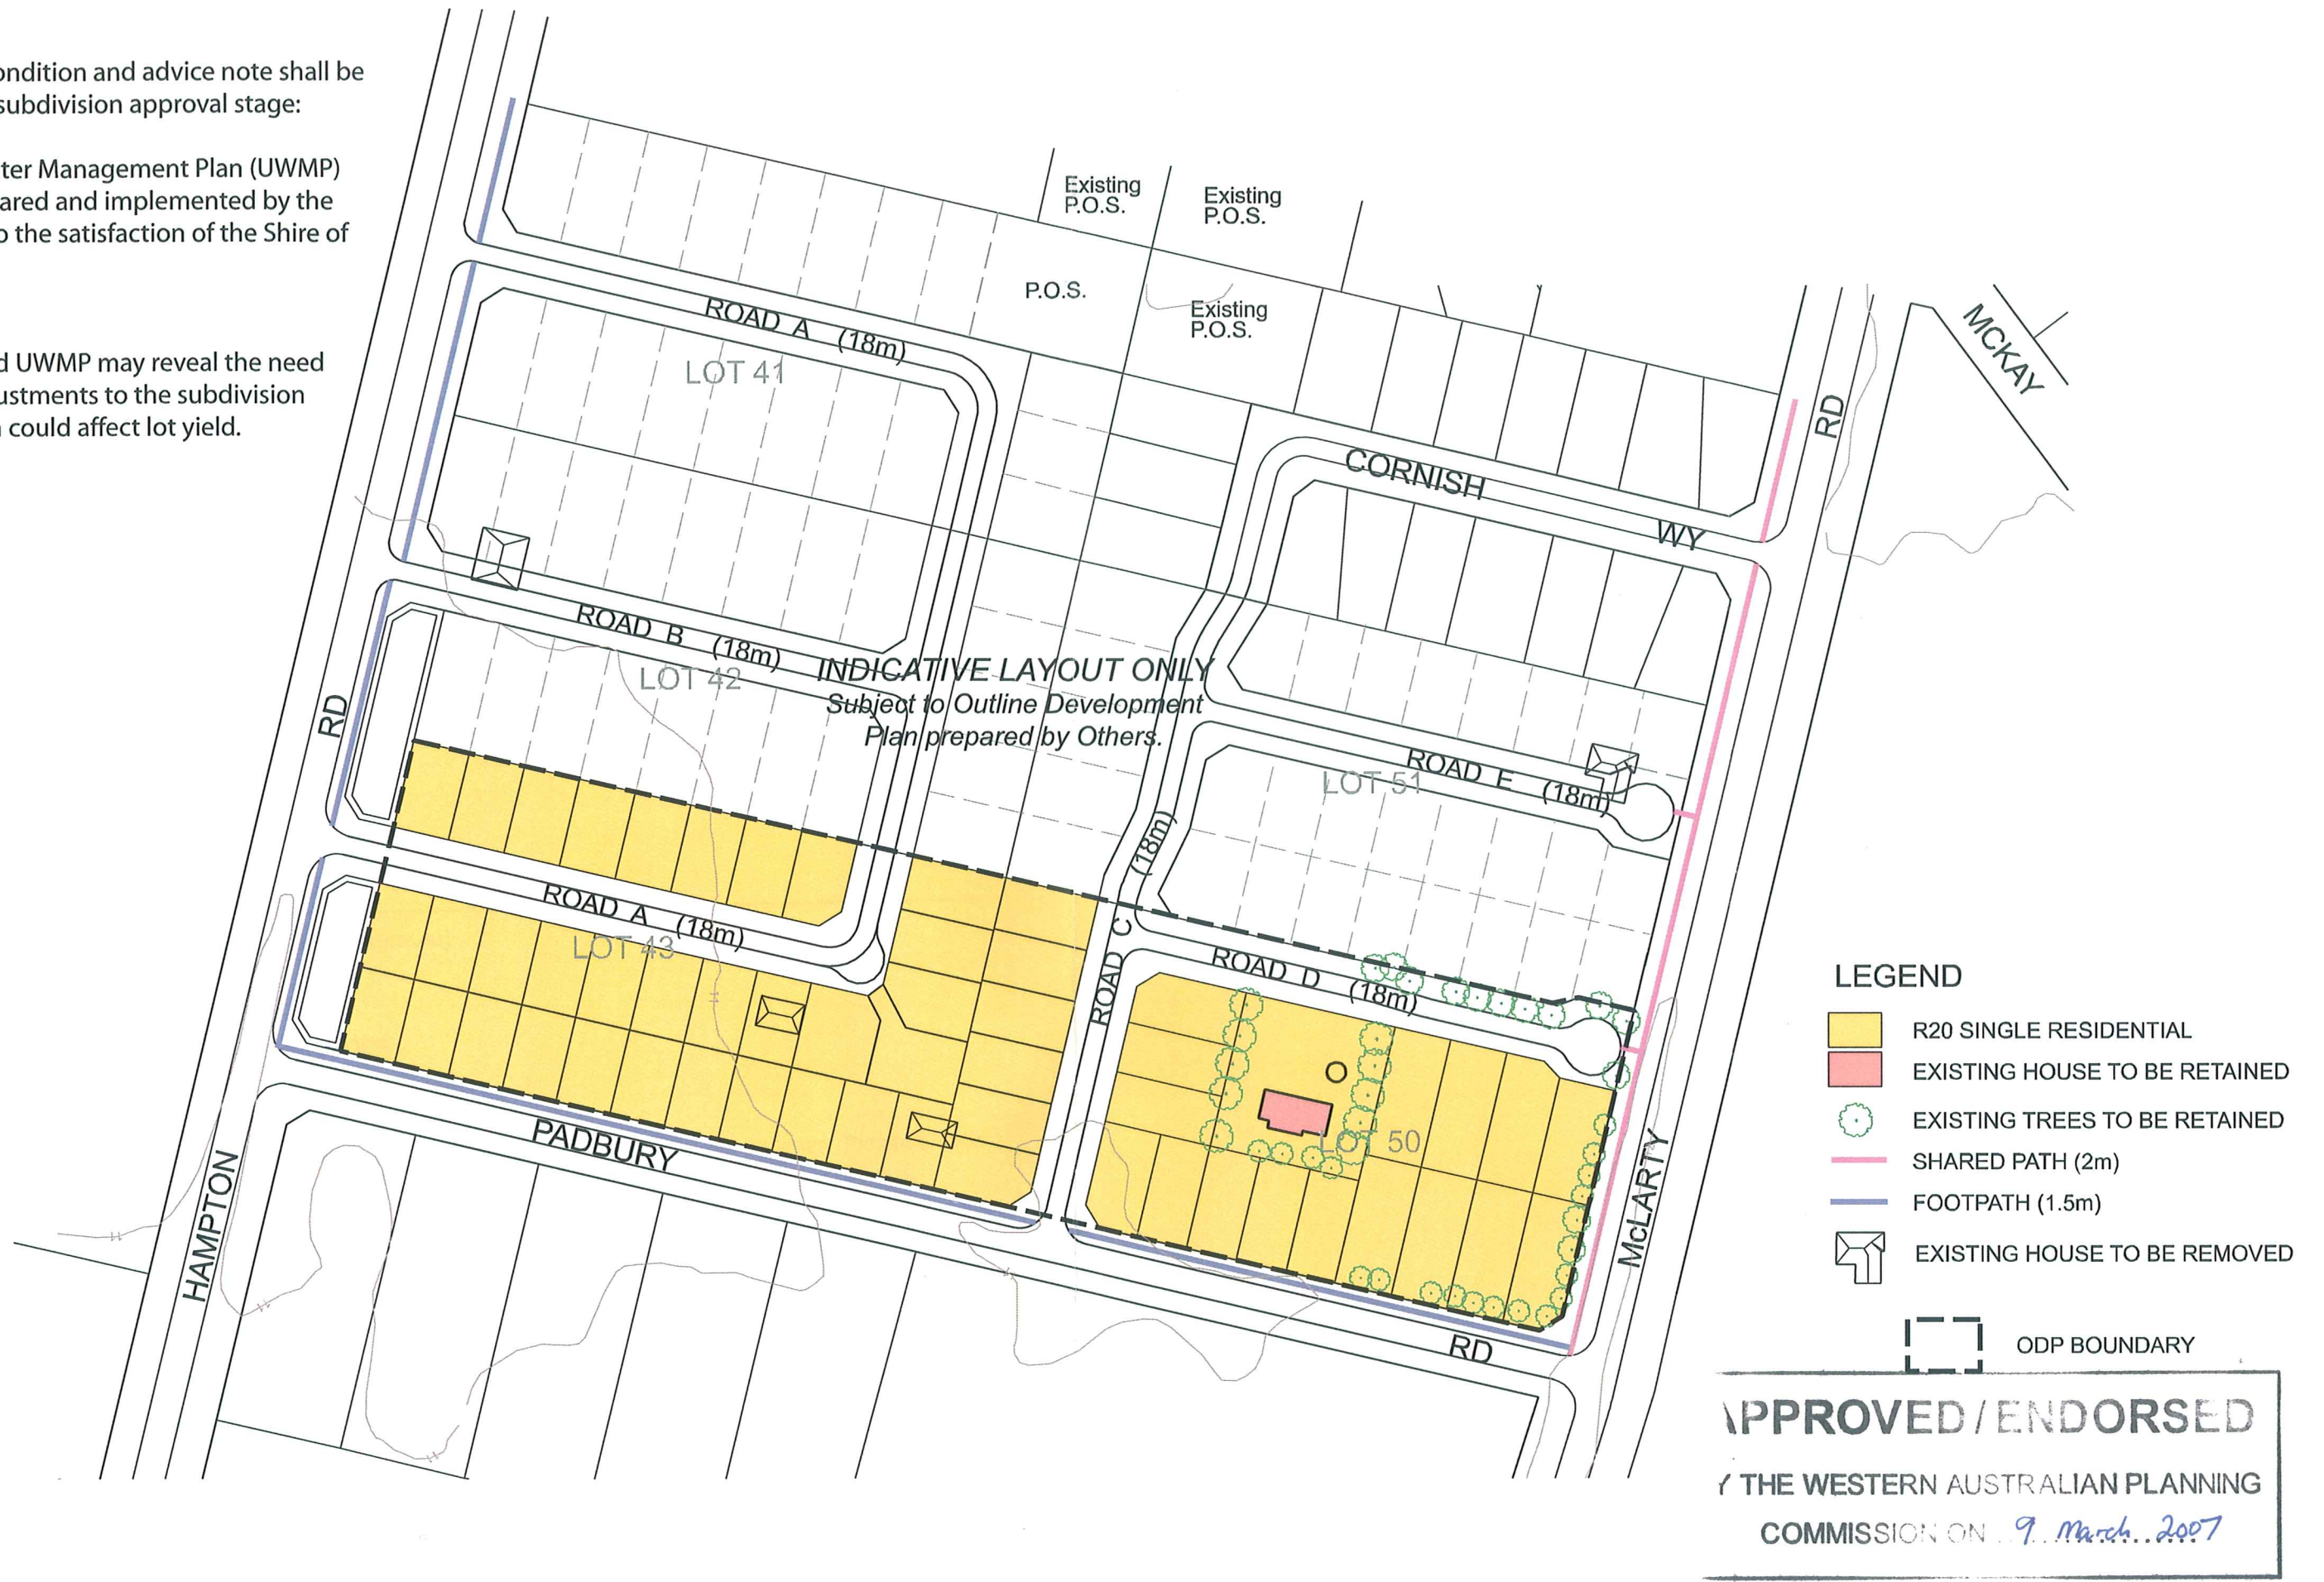 ondition and advice note shall be
subdivision approval stage:
ter Management Plan (UWMP)
ared and implemented by the
o the satisfaction of the Shire of
d UWMP may reveal the need
ustments to the subdivision
could affect lot yield.
Existing
P.O.S.
Existing
P.O.S.
P.O.S.
Existing
P.O.S.
MCKAY
ROAD A (18m)
LOT 41
RD
CORNISH
WY
ROAD B (18m)
LOT 42
INDICATIVE LAYOUT ONLY
Subject to Outline Development
Plan prepared by Others.
RD
ROAD E (18m)
LOT 51
(18m)
ROAD A (18m)
LOT 43
ROAD C
ROAD D (18m)
LOT 50
PADBURY
HAMPTON
McLARTY
RD
LEGEND
R20 SINGLE RESIDENTIAL
EXISTING HOUSE TO BE RETAINED
EXISTING TREES TO BE RETAINED
SHARED PATH (2m)
FOOTPATH (1.5m)
EXISTING HOUSE TO BE REMOVED
ODP BOUNDARY
APPROVED / ENDORSED
Y THE WESTERN AUSTRALIAN PLANNING
COMMISSION ON 9 March 2007